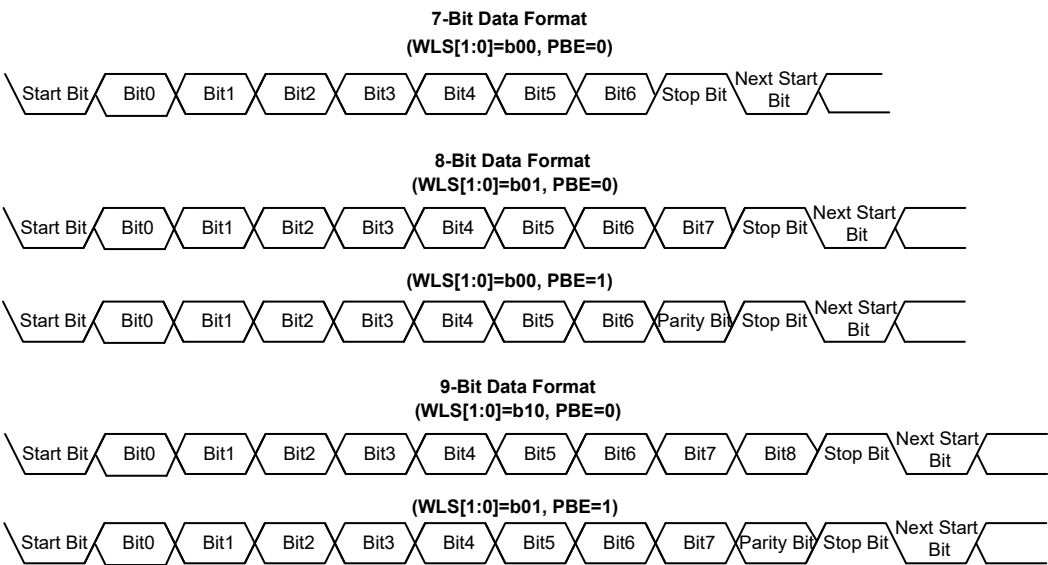 7-Bit Data Format
(WLS[1:0]=b00, PBE=0)
Start Bit Bit0 Bit1 Bit2 Bit3 Bit4 Bit5 Bit6 Stop Bit Next Start Bit
8-Bit Data Format
(WLS[1:0]=b01, PBE=0)
Start Bit Bit0 Bit1 Bit2 Bit3 Bit4 Bit5 Bit6 Bit7 Stop Bit Next Start Bit
(WLS[1:0]=b00, PBE=1)
Start Bit Bit0 Bit1 Bit2 Bit3 Bit4 Bit5 Bit6 Parity Bit Stop Bit Next Start Bit
9-Bit Data Format
(WLS[1:0]=b10, PBE=0)
Start Bit Bit0 Bit1 Bit2 Bit3 Bit4 Bit5 Bit6 Bit7 Bit8 Stop Bit Next Start Bit
(WLS[1:0]=b01, PBE=1)
Start Bit Bit0 Bit1 Bit2 Bit3 Bit4 Bit5 Bit6 Bit7 Parity Bit Stop Bit Next Start Bit